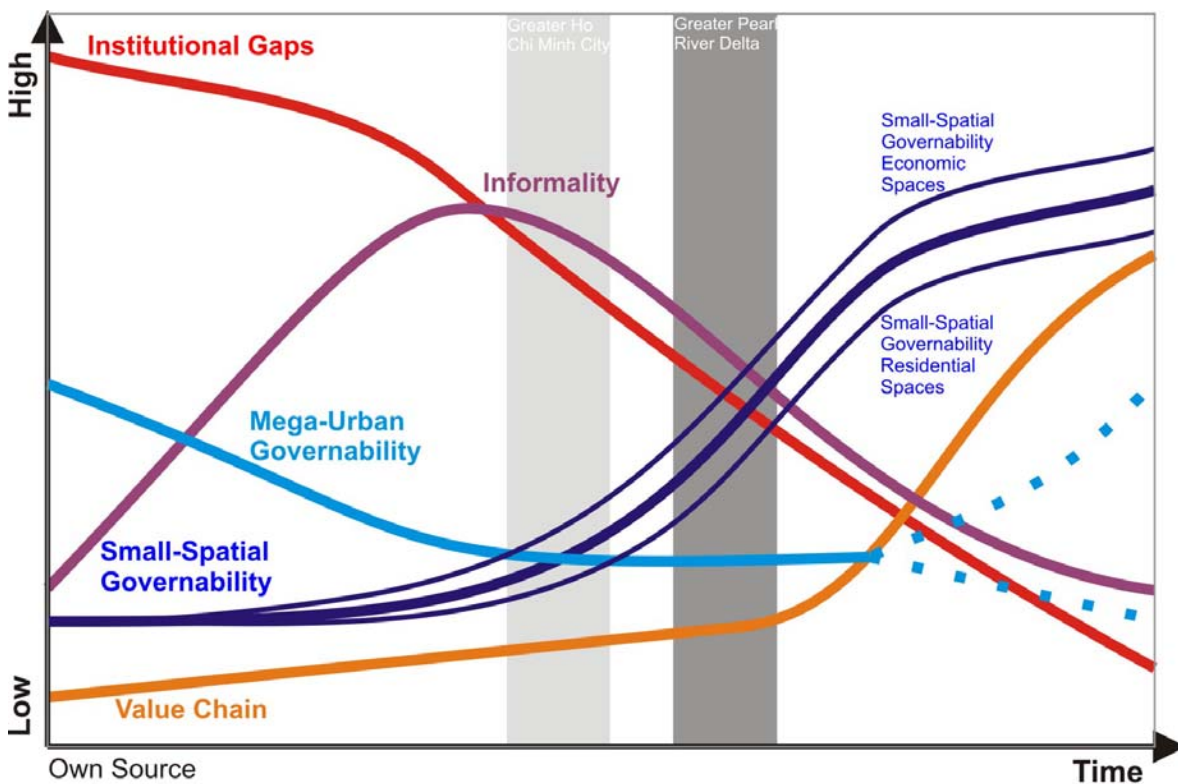 Greater Ho
Chi Minh City
Greater Pearl
River Delta
High
Institutional Gaps
Informality
Small-Spatial
Governability
Economic
Spaces
Small-Spatial
Governability
Residential
Spaces
Mega-Urban
Governability
Small-Spatial
Governability
Value Chain
Low
Own Source
Time